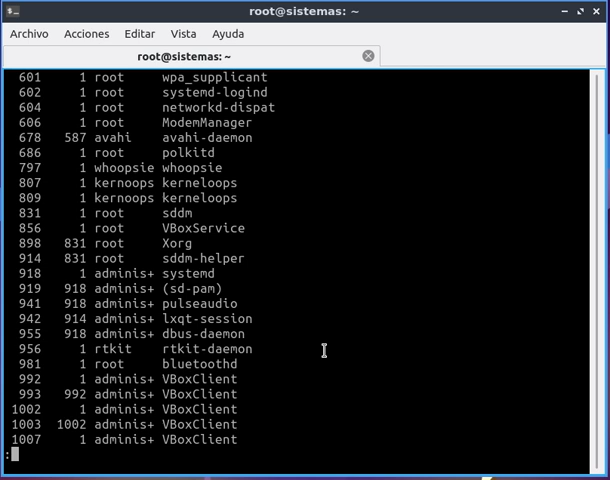 root@sistemas: ~
Archivo Acciones Editar Vista Ayuda
root@sistemas: ~
601 1 root wpa_supplicant
602 1 root systemd-logind
604 1 root networkd-dispat
606 1 root ModemManager
678 587 avahi avahi-daemon
686 1 root polkitd
797 1 whoopsie whoopsie
807 1 kernoops kerneloops
809 1 kernoops kerneloops
831 1 root sddm
856 1 root VBoxService
898 831 root Xorg
914 831 root sddm-helper
918 1 adminis+ systemd
919 918 adminis+ (sd-pam)
941 918 adminis+ pulseaudio
942 914 adminis+ lxqt-session
955 918 adminis+ dbus-daemon
956 1 rtkit rtkit-daemon
981 1 root bluetoothd
992 1 adminis+ VBoxClient
993 992 adminis+ VBoxClient
1002 1 adminis+ VBoxClient
1003 1002 adminis+ VBoxClient
1007 1 adminis+ VBoxClient
: